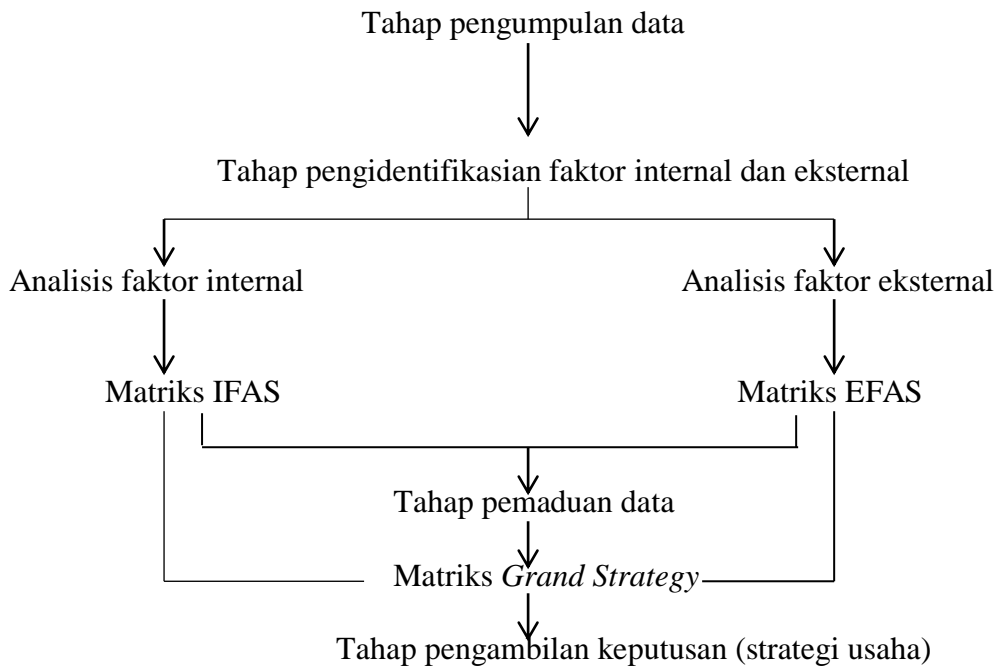 Tahap pengumpulan data
Tahap pengidentifikasian faktor internal dan eksternal
Analisis faktor internal
Analisis faktor eksternal
Matriks IFAS
Matriks EFAS
Tahap pemaduan data
Matriks Grand Strategy
Tahap pengambilan keputusan (strategi usaha)